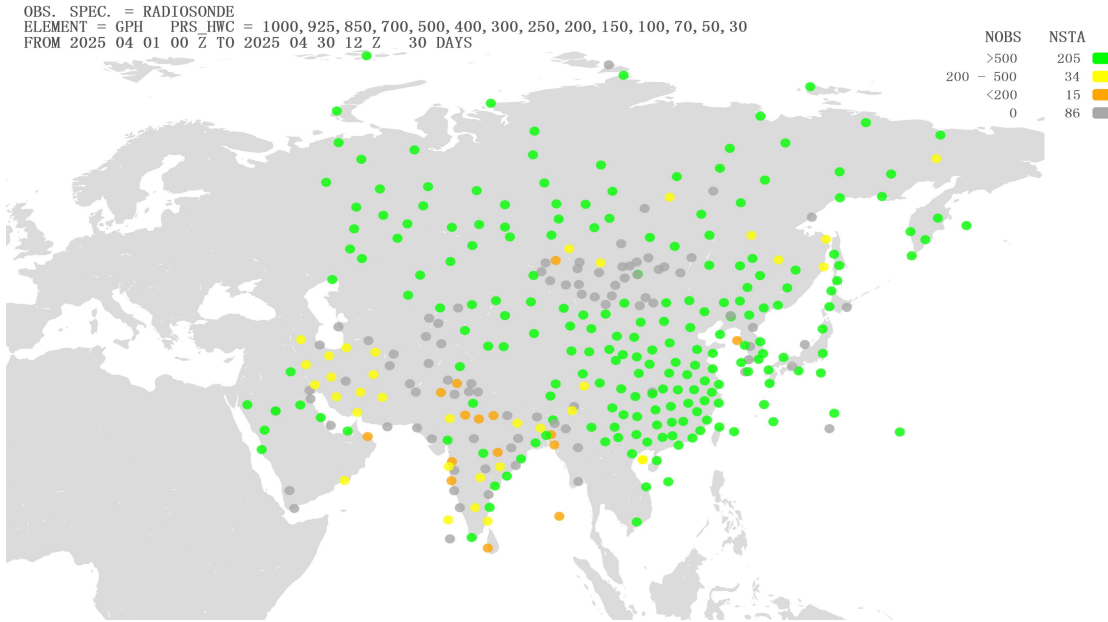 OBS. SPEC. = RADIOSONDE
ELEMENT = GPH PRS_HWC = 1000,925,850,700,500,400,300,250,200,150,100,70,50,30
FROM 2025 04 01 00 Z TO 2025 04 30 12 Z 30 DAYS
NOBS NSTA
>500 205
200 - 500 34
<200 15
0 86